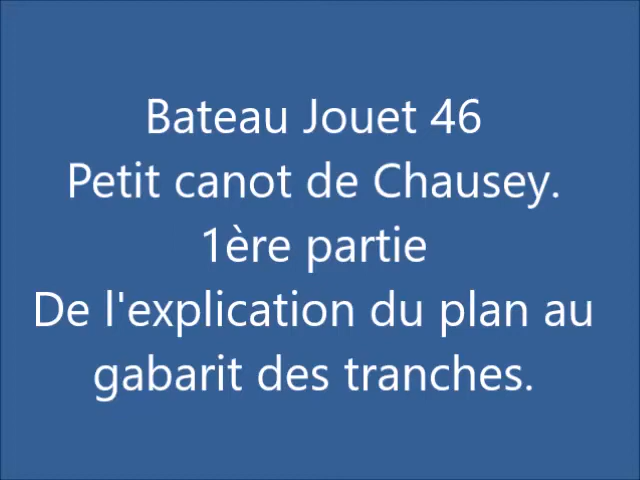 Bateau Jouet 46
Petit canot de Chausey.
1ère partie
De l'explication du plan au
gabarit des tranches.